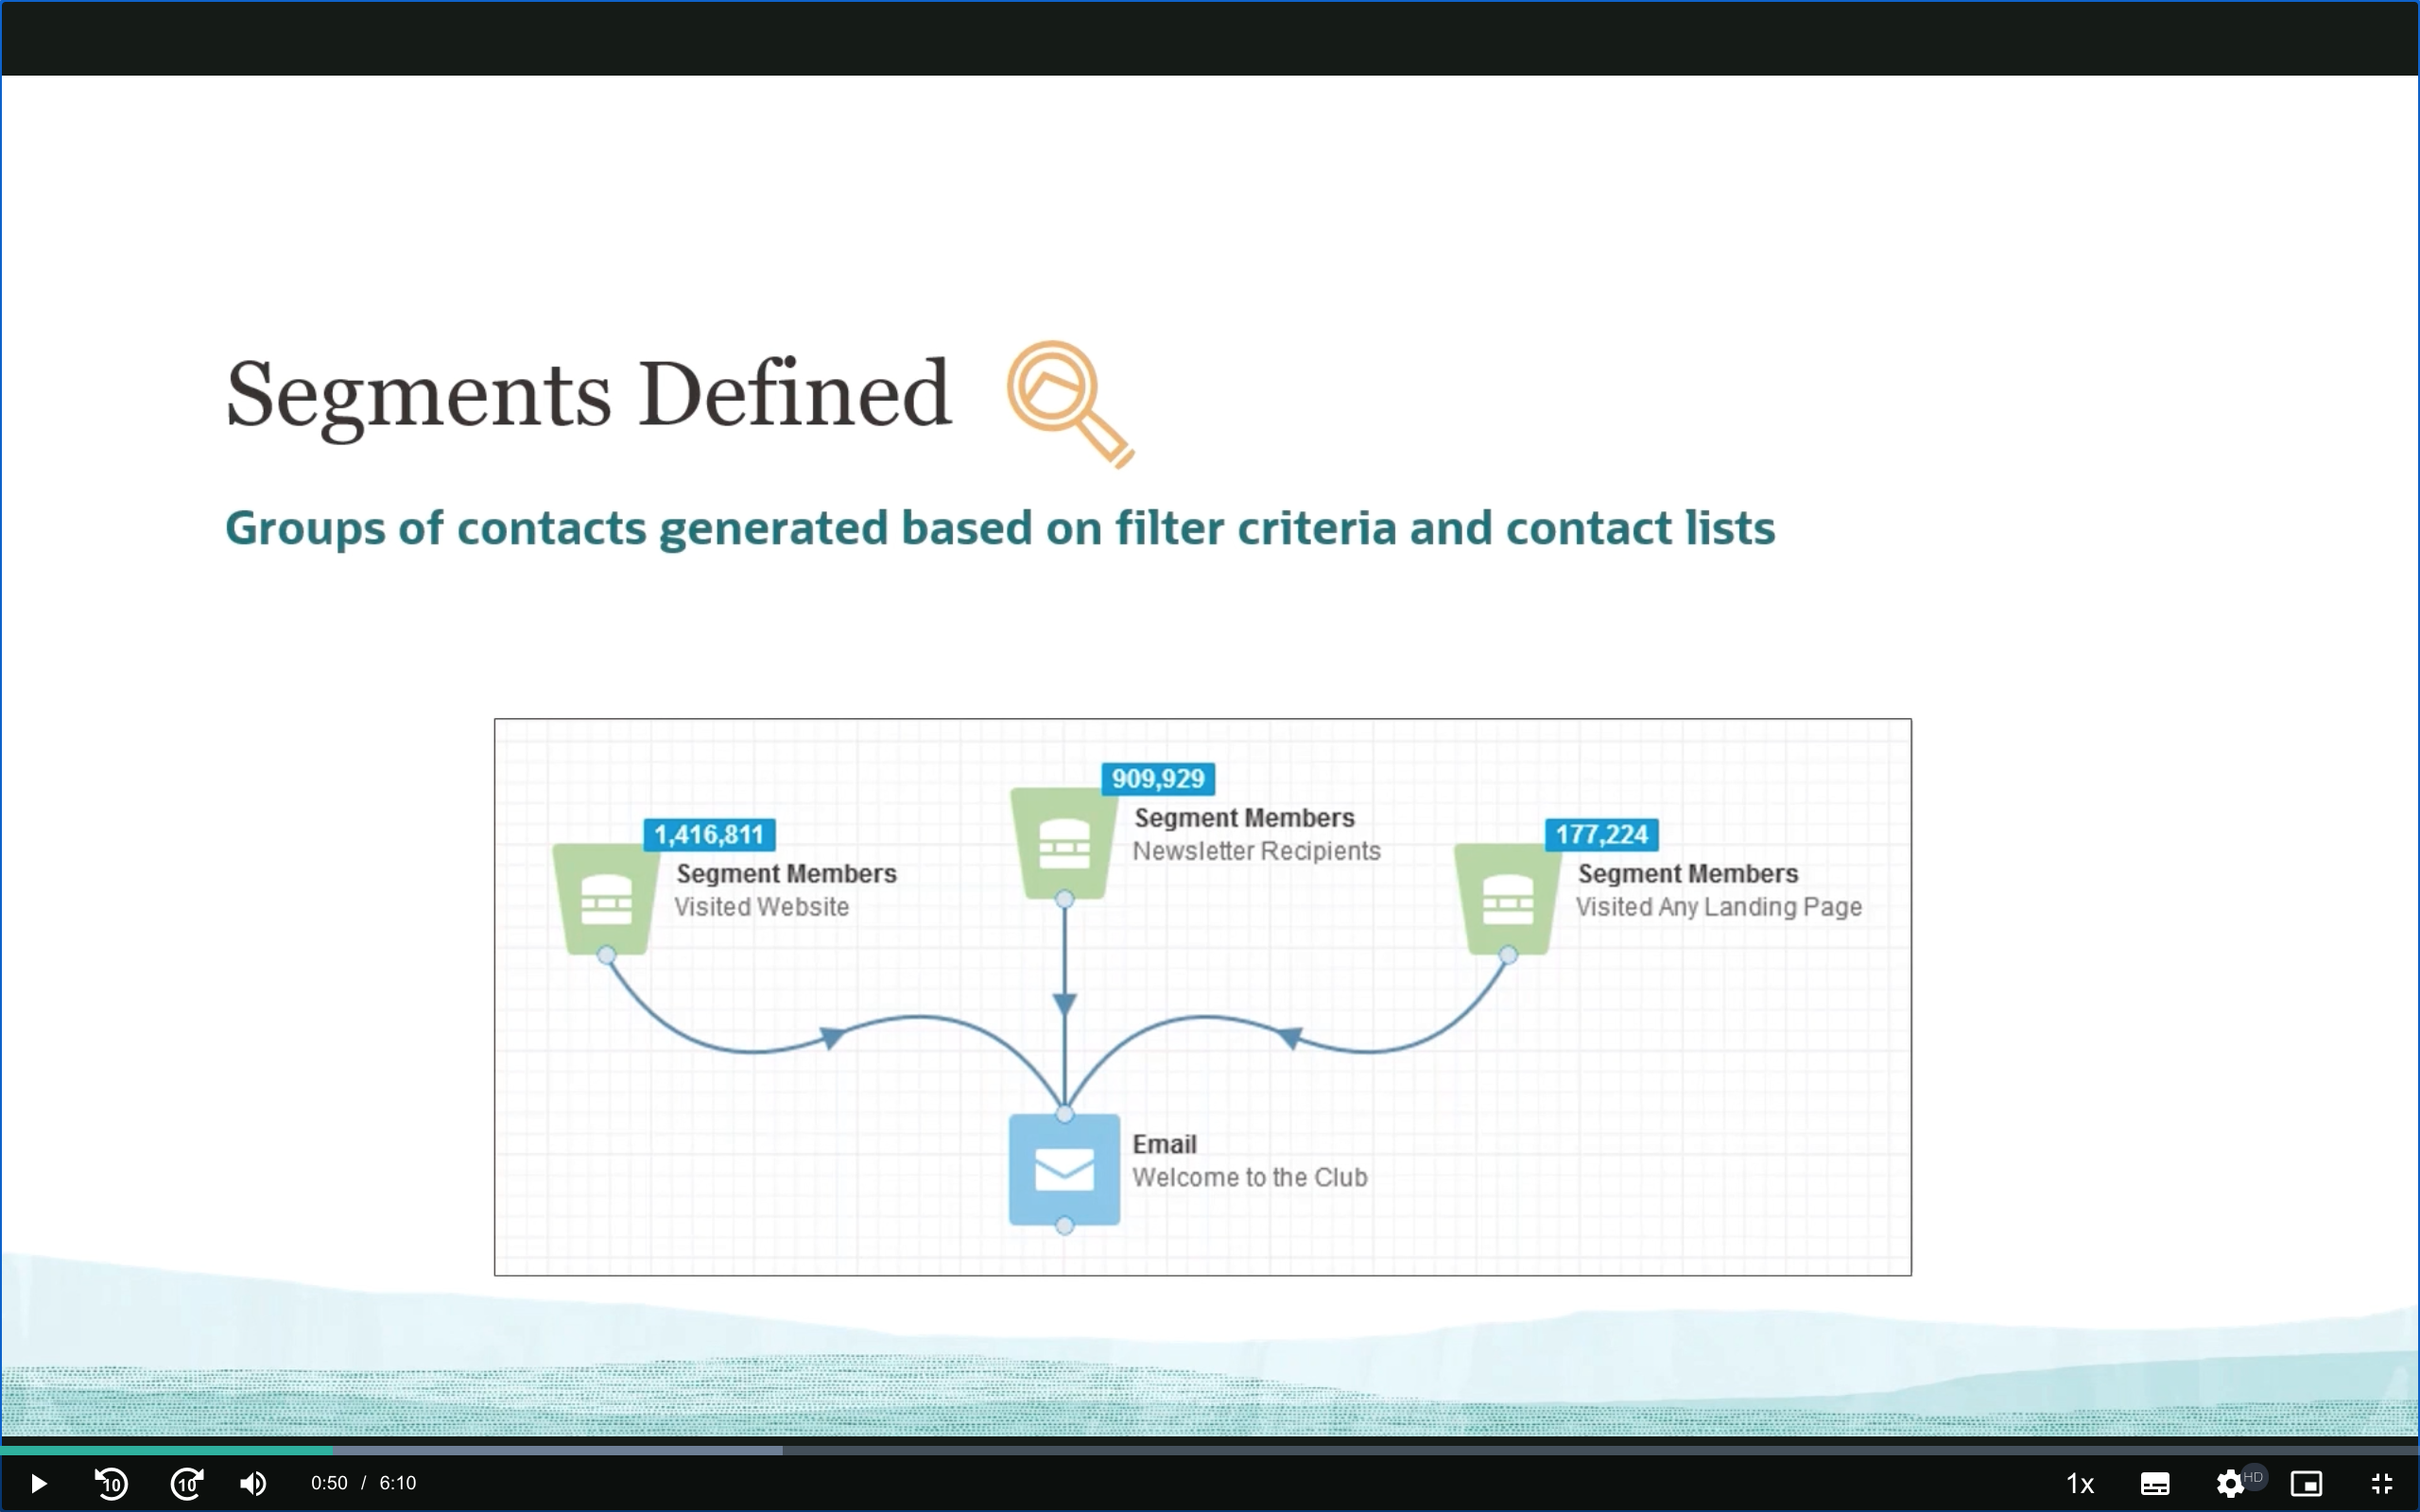 Segments Defined
Groups of contacts generated based on filter criteria and contact lists
1,416,811
Segment Members
Visited Website
909,929
Segment Members
Newsletter Recipients
177,224
Segment Members
Visited Any Landing Page
Email
Welcome to the Club
10
10
0:50 / 6:10
1x
HD